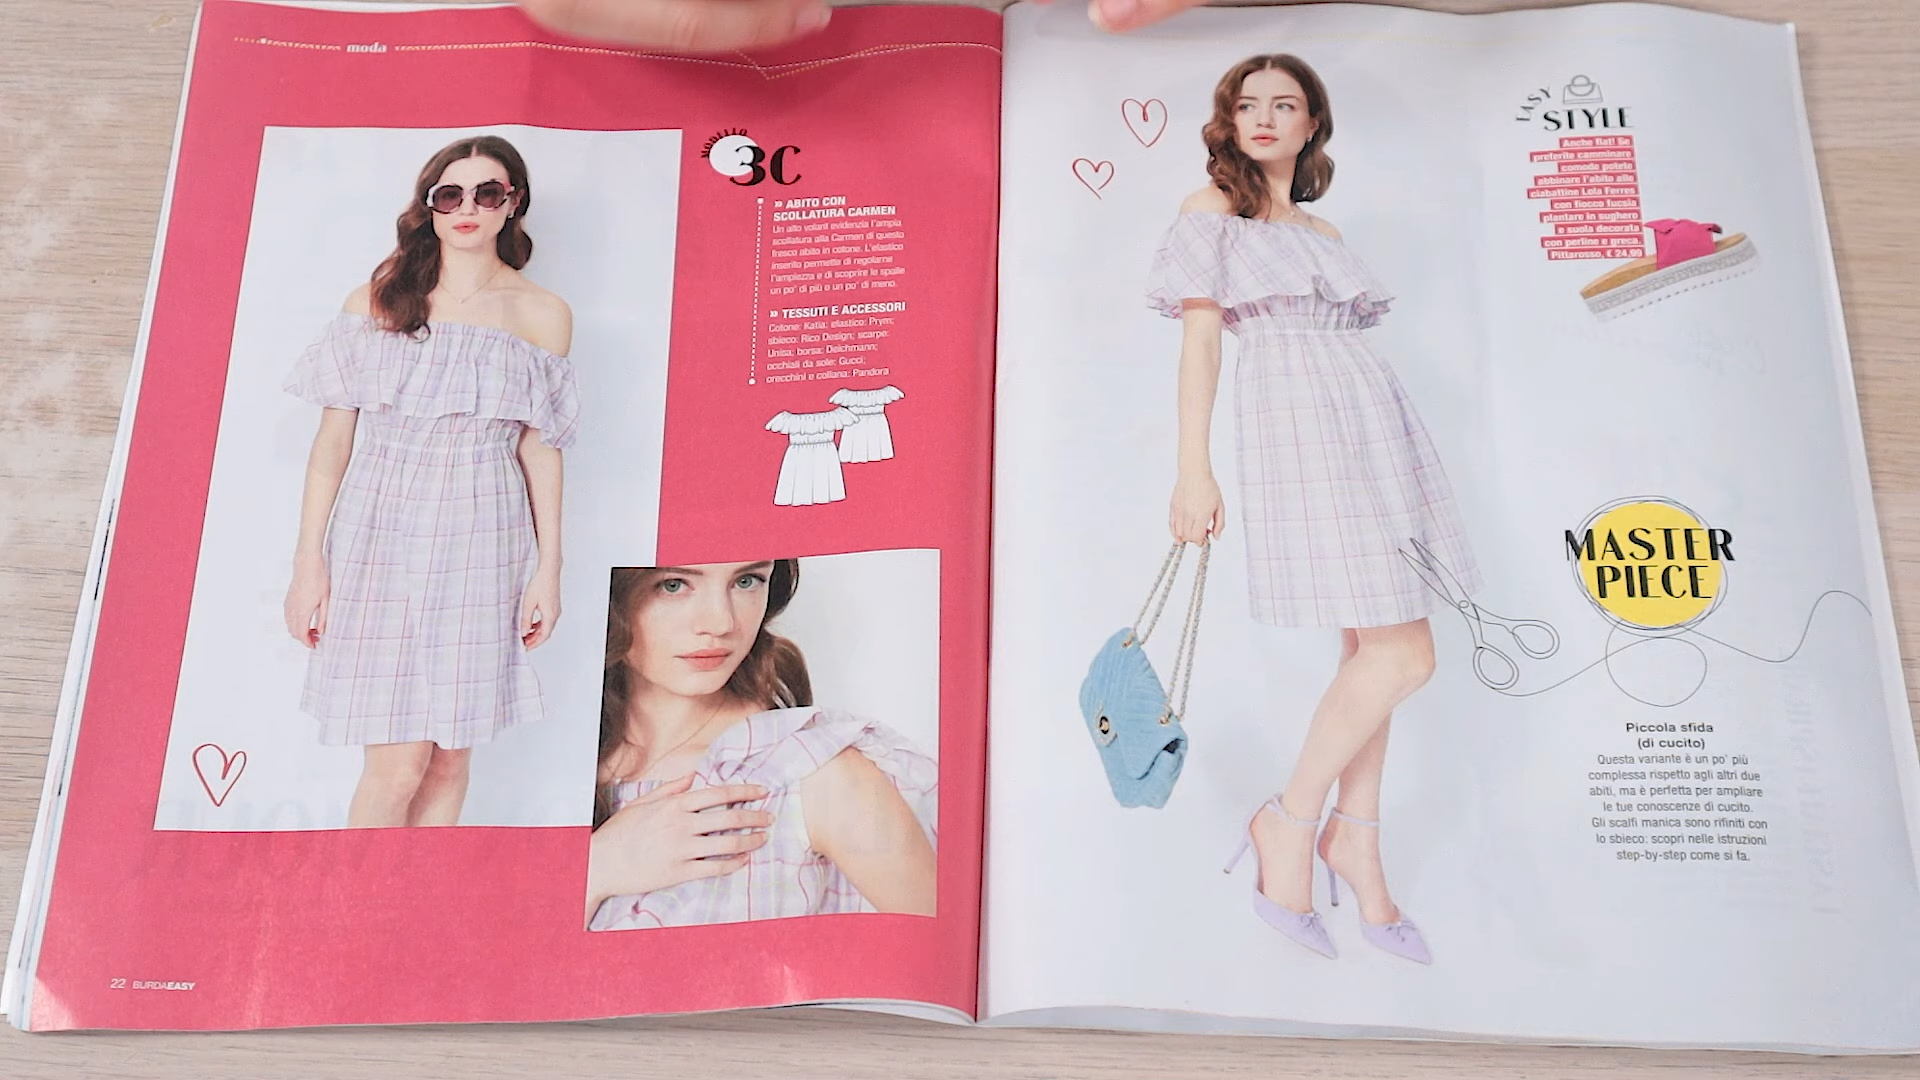 moda
MODELLO
3C
» ABITO CON
SCOLLATURA CARMEN
Un alto volant evidenzia l'ampia
scollatura alla Carmen di questo
fresco abito in cotone. L'elastico
inserito permette di regolarne
l'ampiezza e di scoprire le spalle
un po' di più o un po' di meno.
» TESSUTI E ACCESSORI
Cotone: Katia; elastico: Prym;
sbieco: Rico Design; scarpe:
Unisa; borsa: Deichmann;
occhiali da sole: Gucci;
orecchini e collana: Pandora
22 BURDAEASY
EASY
STYLE
Anche flat! Se
preferite camminare
comode potete
abbinare l'abito alle
ciabattine Lola Ferres
con fiocco fucsia
plantare in sughero
e suola decorata
con perline e greca.
Pittarosso, € 24,99
MASTER
PIECE
Piccola sfida
(di cucito)
Questa variante è un po' più
complessa rispetto agli altri due
abiti, ma è perfetta per ampliare
le tue conoscenze di cucito.
Gli scalfi manica sono rifiniti con
lo sbieco: scopri nelle istruzioni
step-by-step come si fa.